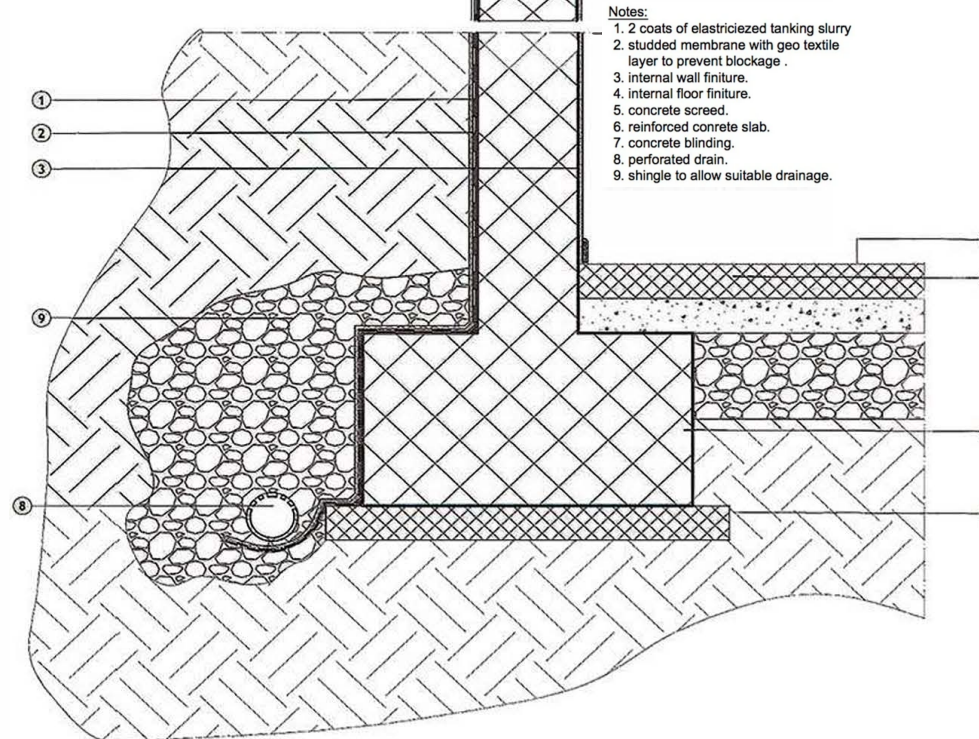 Notes:
1. 2 coats of elastriciezed tanking slurry
2. studded membrane with geo textile
layer to prevent blockage .
3. internal wall finiture.
4. internal floor finiture.
5. concrete screed.
6. reinforced conrete slab.
7. concrete blinding.
8. perforated drain.
9. shingle to allow suitable drainage.
1
2
3
9
8